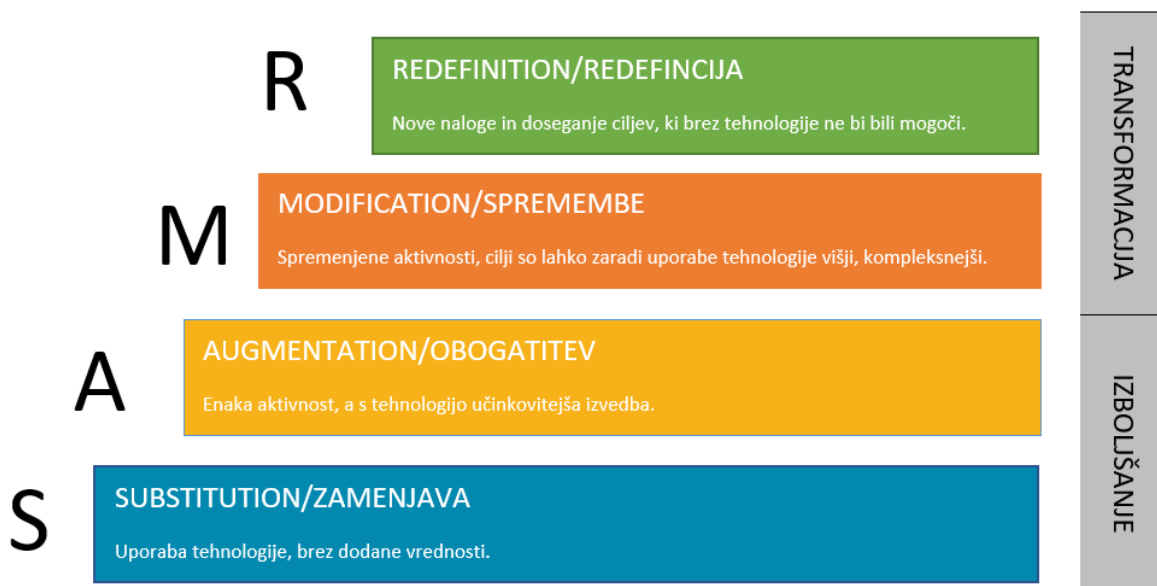 R
REDEFINITION/REDEFINCIJA
Nove naloge in doseganje ciljev, ki brez tehnologije ne bi bili mogoči.
M
MODIFICATION/SPREMEMBE
Spremenjene aktivnosti, cilji so lahko zaradi uporabe tehnologije višji, kompleksnejši.
TRANSFORMACIJA
A
AUGMENTATION/OBOGATITEV
Enaka aktivnost, a s tehnologijo učinkovitejša izvedba.
S
SUBSTITUTION/ZAMENJAVA
Uporaba tehnologije, brez dodane vrednosti.
IZBOLJŠANJE